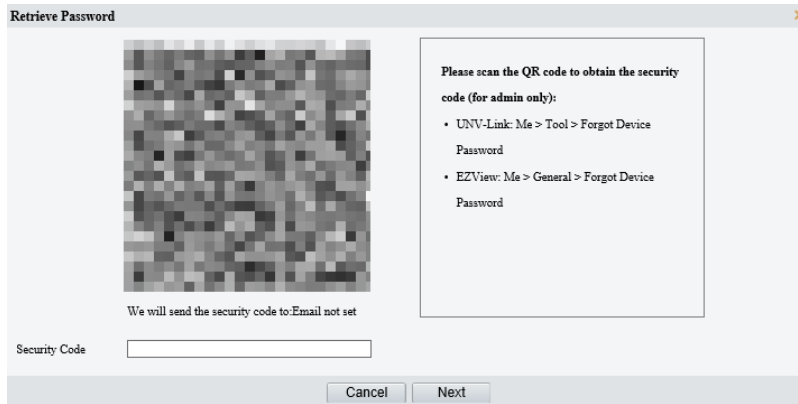 Retrieve Password
Please scan the QR code to obtain the security
code (for admin only):
• UNV-Link: Me > Tool > Forgot Device
Password
• EZView: Me > General > Forgot Device
Password
We will send the security code to:Email not set
Security Code
Cancel
Next